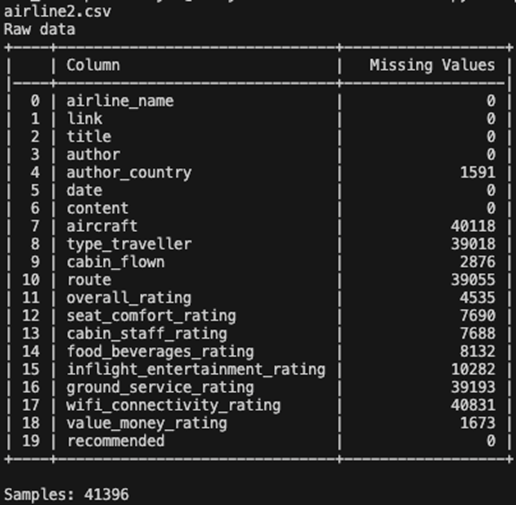 airline2.csv
Raw data
Column Missing Values
0 airline_name 0
1 link 0
2 title 0
3 author 0
4 author_country 1591
5 date 0
6 content 0
7 aircraft 40118
8 type_traveller 39018
9 cabin_flown 2876
10 route 39055
11 overall_rating 4535
12 seat_comfort_rating 7690
13 cabin_staff_rating 7688
14 food_beverages_rating 8132
15 inflight_entertainment_rating 10282
16 ground_service_rating 39193
17 wifi_connectivity_rating 40831
18 value_money_rating 1673
19 recommended 0
Samples: 41396